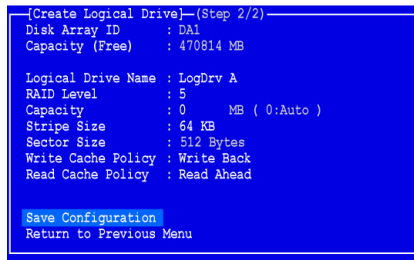 [Create Logical Drive]—(Step 2/2)
Disk Array ID : DA1
Capacity (Free) : 470814 MB
Logical Drive Name : LogDrv A
RAID Level : 5
Capacity : 0 MB ( 0:Auto )
Stripe Size : 64 KB
Sector Size : 512 Bytes
Write Cache Policy : Write Back
Read Cache Policy : Read Ahead
Save Configuration
Return to Previous Menu